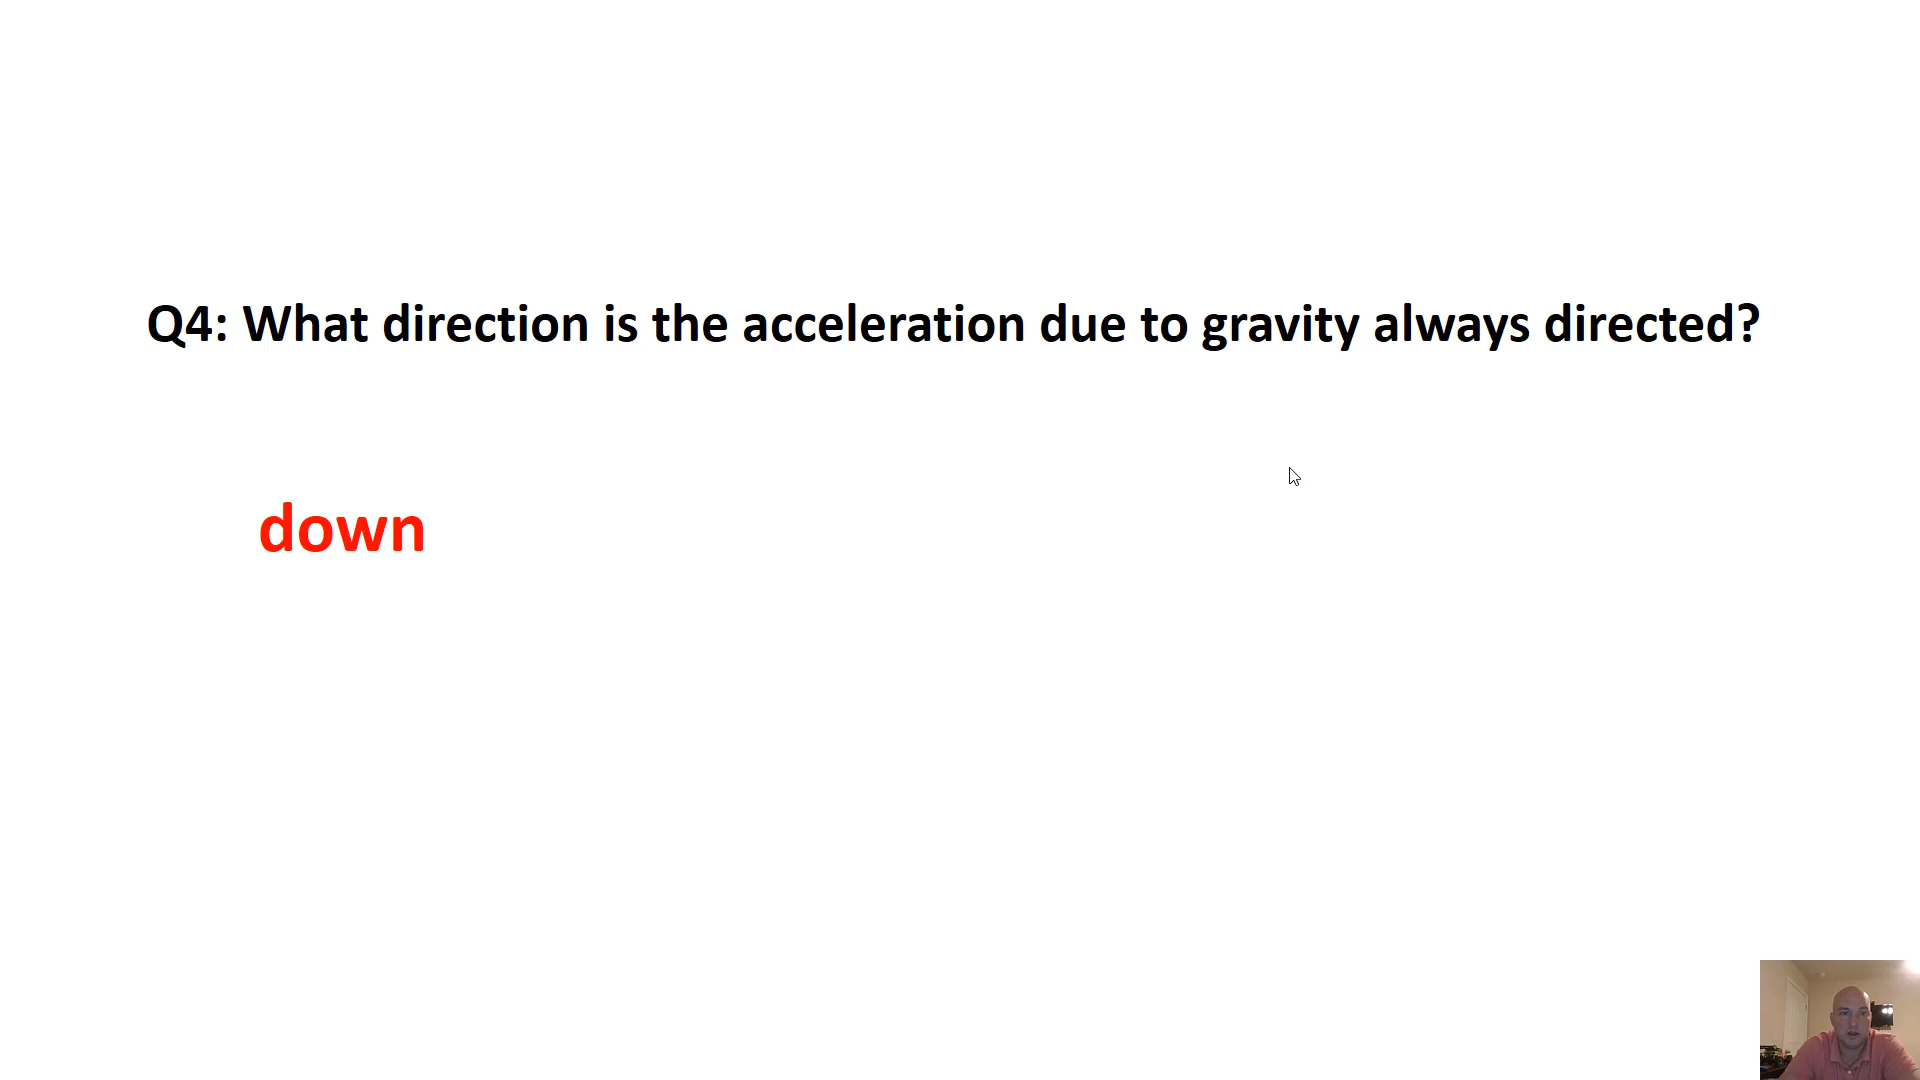 Q4: What direction is the acceleration due to gravity always directed?
down